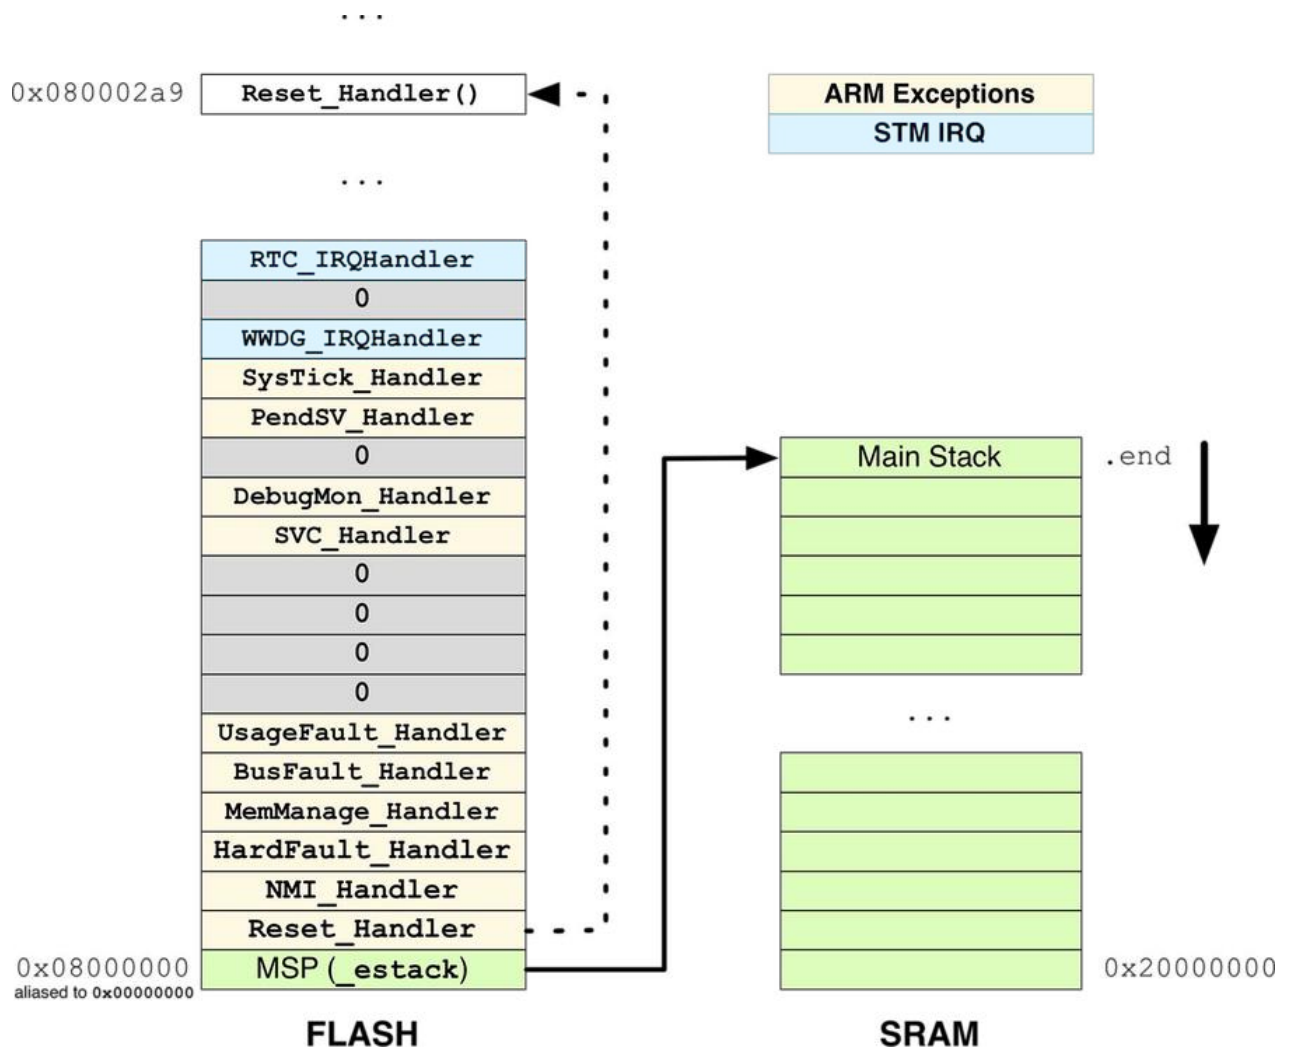 ...
0x080002a9
Reset_Handler()
...
RTC_IRQHandler
0
WWDG_IRQHandler
SysTick_Handler
PendSV_Handler
0
DebugMon_Handler
SVC_Handler
0
0
0
0
UsageFault_Handler
BusFault_Handler
MemManage_Handler
HardFault_Handler
NMI_Handler
Reset_Handler
0x08000000
aliased to 0x00000000
MSP (_estack)
FLASH
ARM Exceptions
STM IRQ
Main Stack
.end
...
0x20000000
SRAM